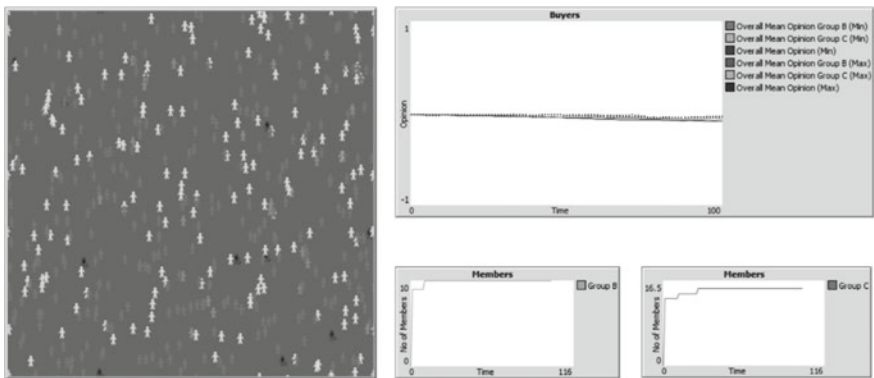 Buyers
1
Opinion
-1
0
Time
100
Overall Mean Opinion Group B (Min)
Overall Mean Opinion Group C (Min)
Overall Mean Opinion (Min)
Overall Mean Opinion Group B (Max)
Overall Mean Opinion Group C (Max)
Overall Mean Opinion (Max)
Members
10
No of Members
0
0
Time
116
Group B
Members
16.5
No of Members
0
0
Time
116
Group C